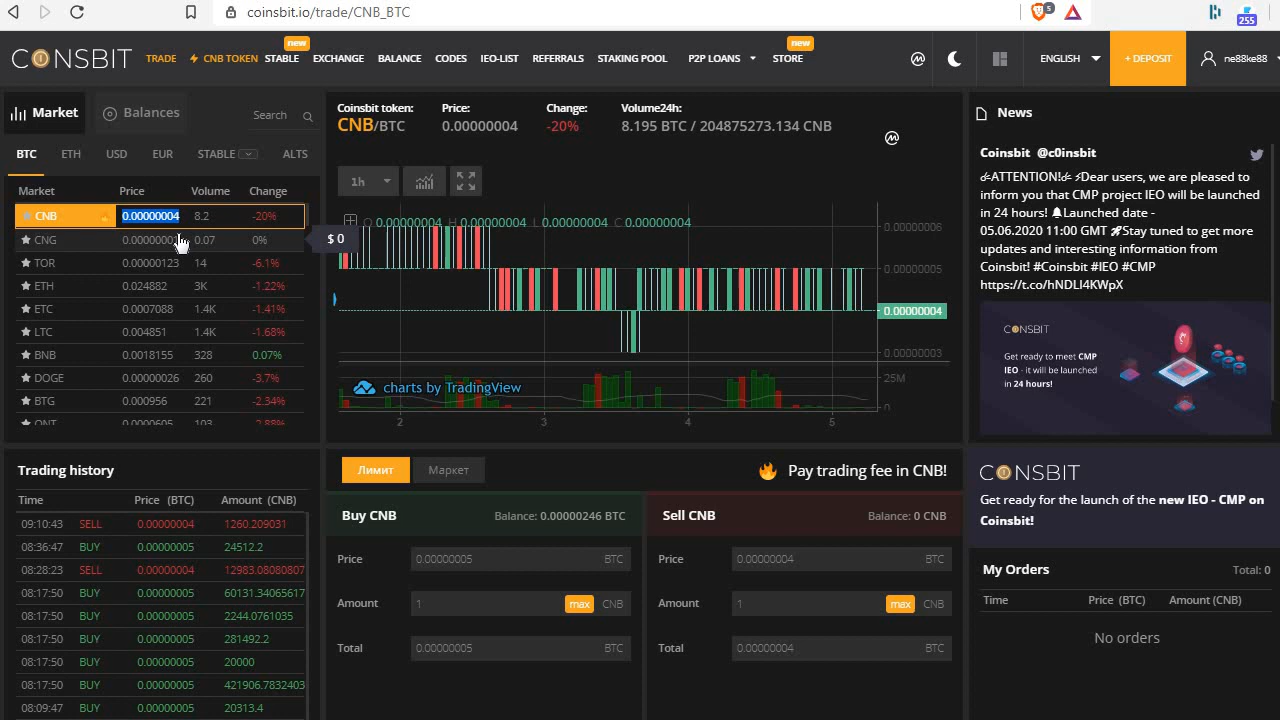 coinsbit.io/trade/CNB_BTC
5
255
CONSBIT
TRADE
CNB TOKEN
new
STABLE
EXCHANGE
BALANCE
CODES
IEO-LIST
REFERRALS
STAKING POOL
P2P LOANS
new
STORE
ENGLISH
+ DEPOSIT
ne88ke88
Market
Balances
Search
BTC ETH USD EUR STABLE ALTS
Market Price Volume Change
CNB 0.00000004 8.2 -20%
CNG 0.07 0%
TOR 0.00000123 14 -6.1%
ETH 0.024882 3K -1.22%
ETC 0.0007088 1.4K -1.41%
LTC 0.004851 1.4K -1.68%
BNB 0.0018155 328 0.07%
DOGE 0.00000026 260 -3.7%
BTG 0.000956 221 -2.34%
ONT 0.0000605 103 -2.88%
$ 0
Coinsbit token: Price: Change: Volume24h:
CNB/BTC 0.00000004 -20% 8.195 BTC / 204875273.134 CNB
1h
O 0.00000004 H 0.00000004 L 0.00000004 C 0.00000004
0.00000006
0.00000005
0.00000004
0.00000003
25M
0
charts by TradingView
2 3 4 5
News
Coinsbit @c0insbit
ATTENTION! Dear users, we are pleased to
inform you that CMP project IEO will be launched
in 24 hours! Launched date -
05.06.2020 11:00 GMT Stay tuned to get more
updates and interesting information from
Coinsbit! #Coinsbit #IEO #CMP
https://t.co/hNDLI4KWpX
CONSBIT
Get ready to meet CMP
IEO - it will be launched
in 24 hours!
Trading history
Time Price (BTC) Amount (CNB)
09:10:43 SELL 0.00000004 1260.209031
08:36:47 BUY 0.00000005 24512.2
08:28:23 SELL 0.00000004 12983.08080807
08:17:50 BUY 0.00000005 60131.34065617
08:17:50 BUY 0.00000005 2244.0761035
08:17:50 BUY 0.00000005 281492.2
08:17:50 BUY 0.00000005 20000
08:17:50 BUY 0.00000005 421906.7832403
08:09:47 BUY 0.00000005 20313.4
Лимит
Маркет
Pay trading fee in CNB!
Buy CNB Balance: 0.00000246 BTC
Price 0.00000005 BTC
Amount 1 max CNB
Total 0.00000005 BTC
Sell CNB Balance: 0 CNB
Price 0.00000004 BTC
Amount 1 max CNB
Total 0.00000004 BTC
CONSBIT
Get ready for the launch of the new IEO - CMP on
Coinsbit!
My Orders Total: 0
Time Price (BTC) Amount (CNB)
No orders